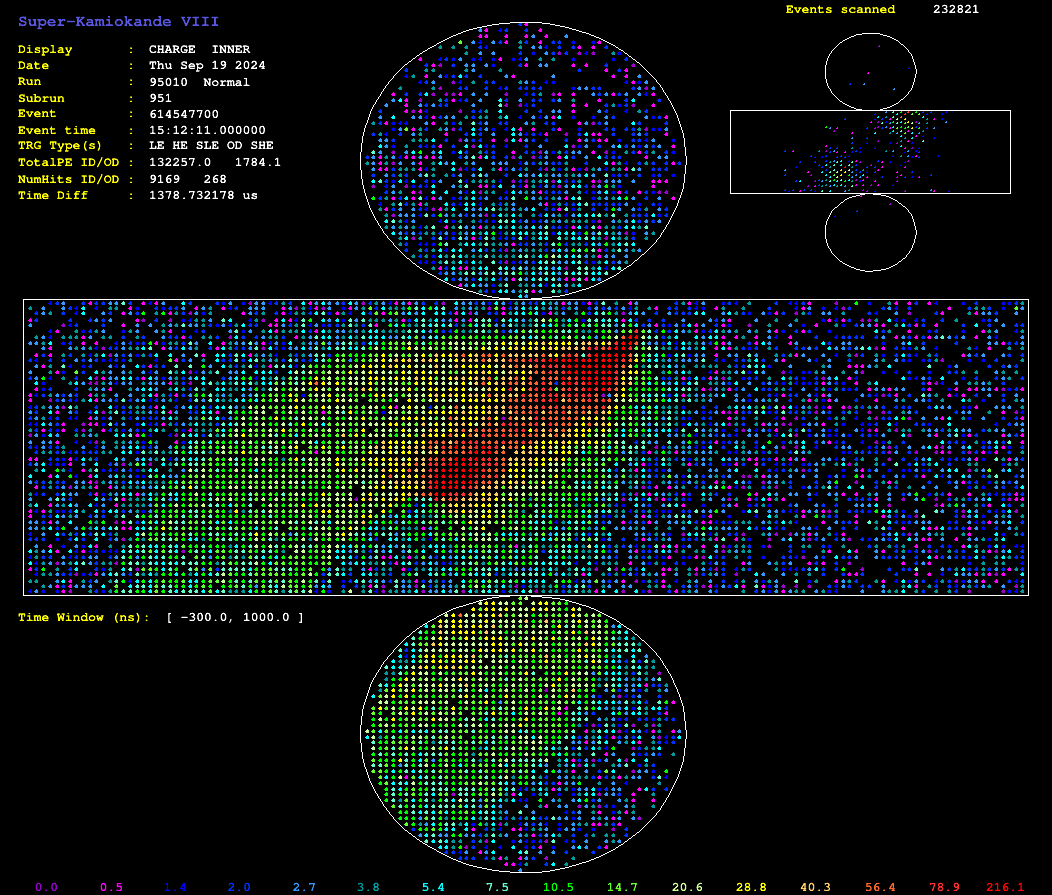 Super-Kamiokande VIII
Events scanned 232821
Display : CHARGE INNER
Date : Thu Sep 19 2024
Run : 95010 Normal
Subrun : 951
Event : 614547700
Event time : 15:12:11.000000
TRG Type(s) : LE HE SLE OD SHE
TotalPE ID/OD : 132257.0 1784.1
NumHits ID/OD : 9169 268
Time Diff : 1378.732178 us
Time Window (ns): [ -300.0, 1000.0 ]
0.0 0.5 1.4 2.0 2.7 3.8 5.4 7.5 10.5 14.7 20.6 28.8 40.3 56.4 78.9 216.1